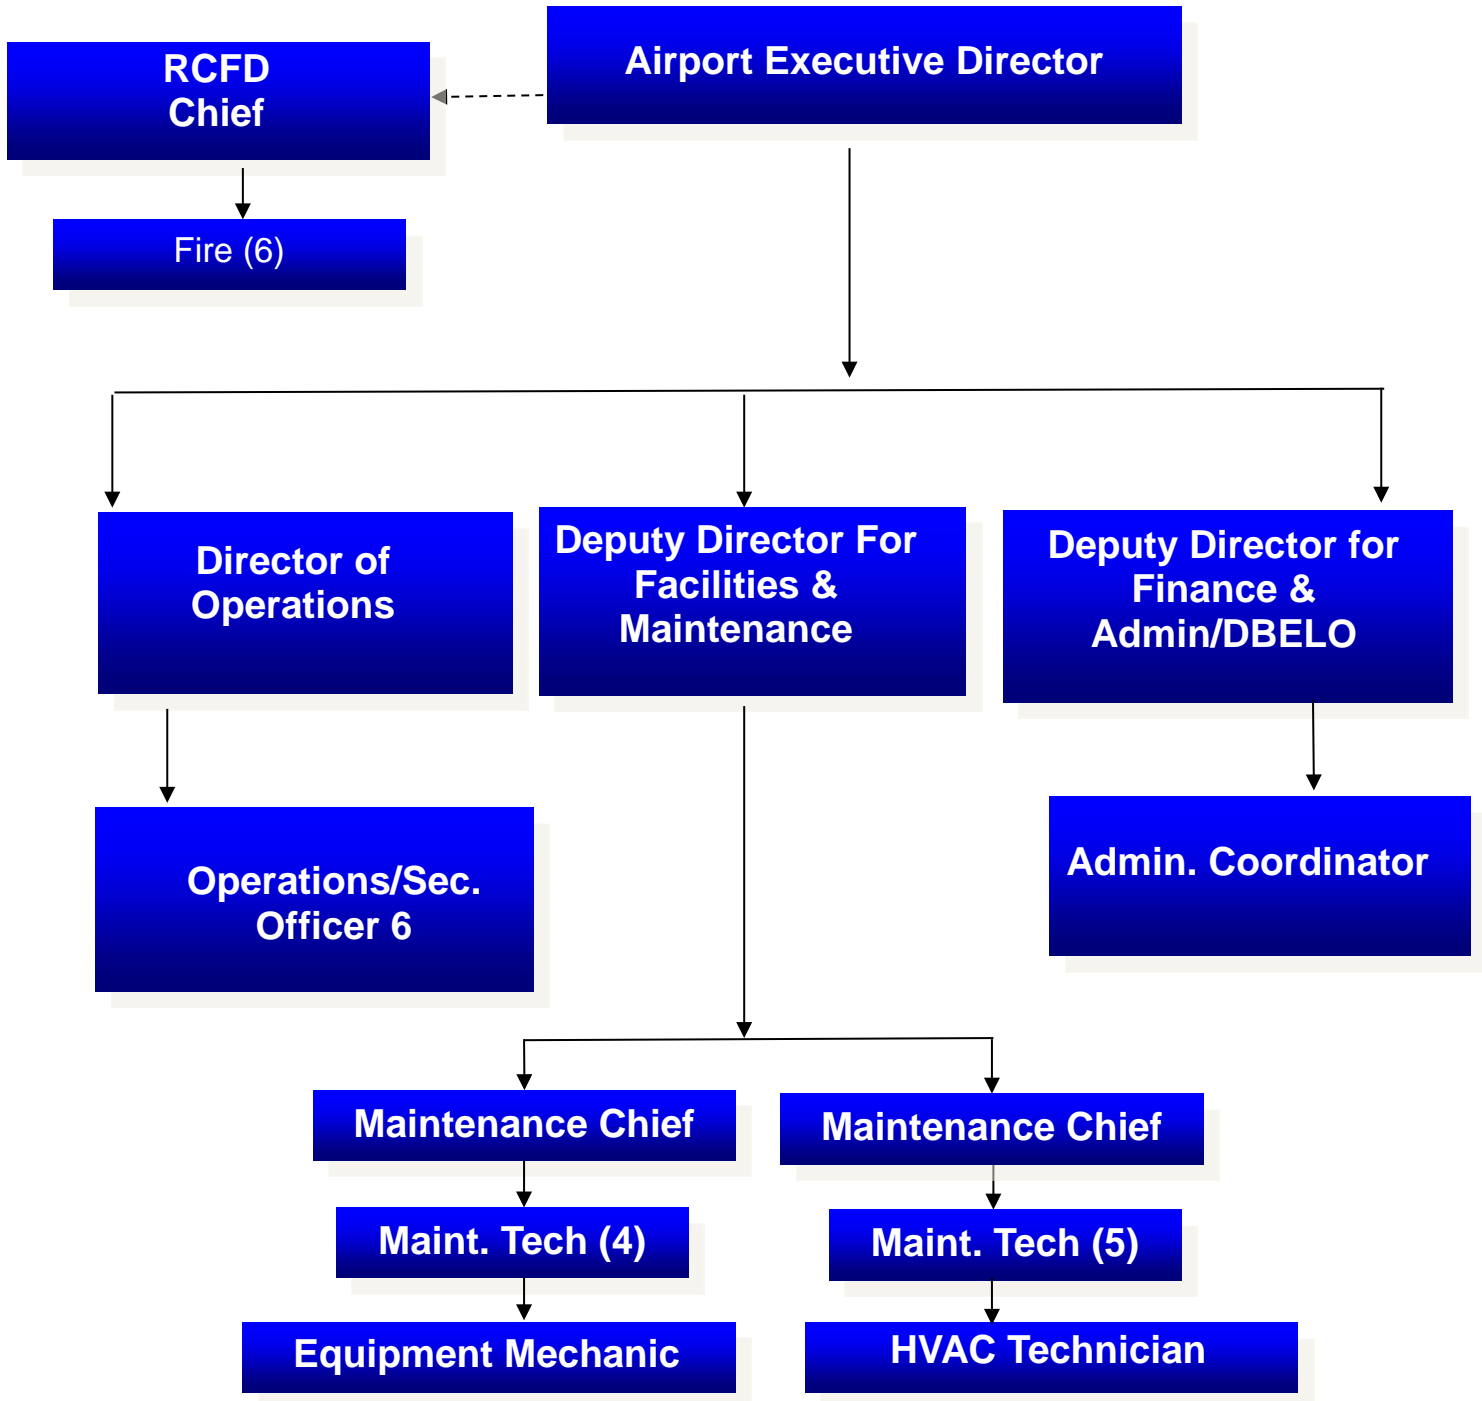 Airport Executive Director
RCFD
Chief
Fire (6)
Director of
Operations
Deputy Director For
Facilities &
Maintenance
Deputy Director for
Finance &
Admin/DBELO
Operations/Sec.
Officer 6
Admin. Coordinator
Maintenance Chief
Maintenance Chief
Maint. Tech (4)
Maint. Tech (5)
Equipment Mechanic
HVAC Technician